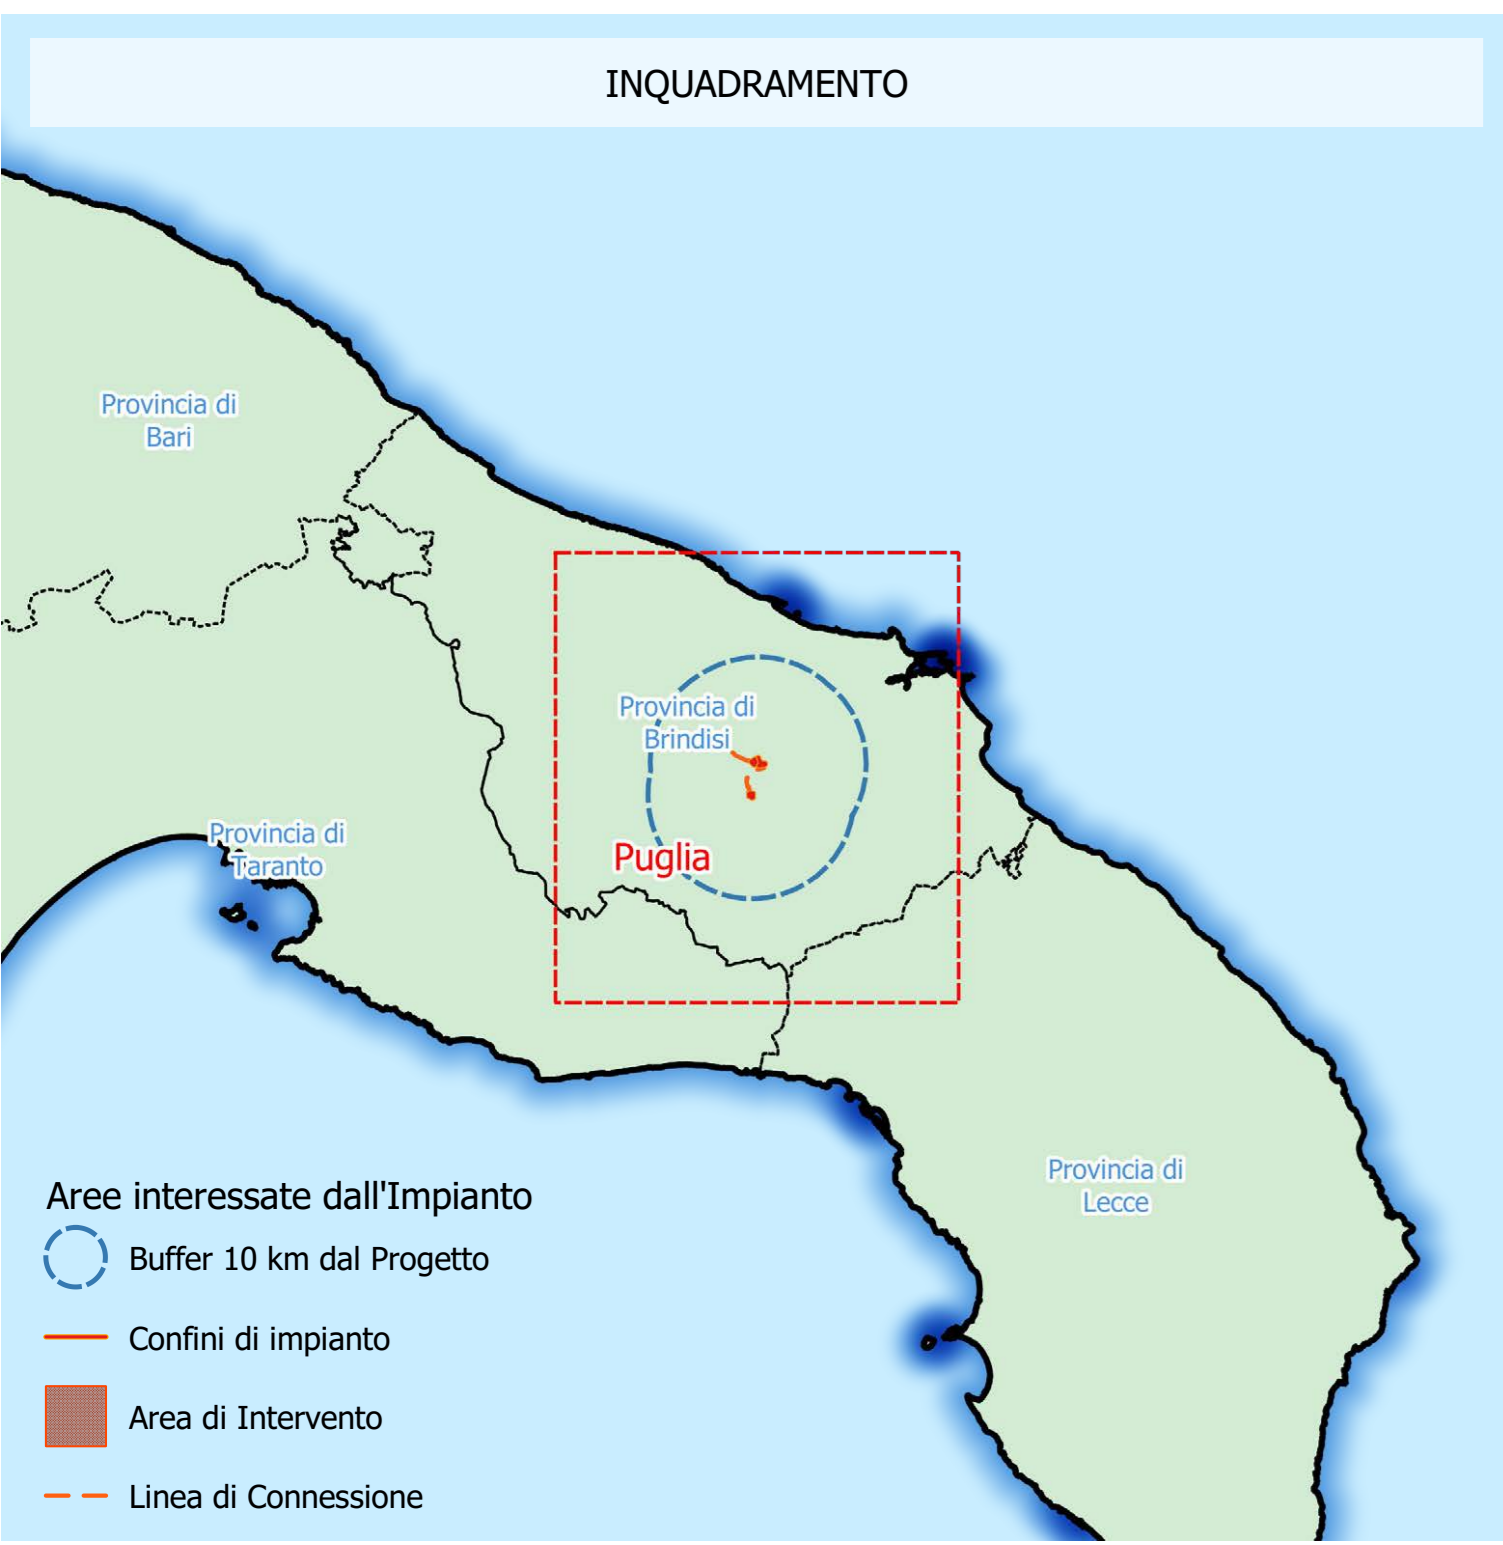 INQUADRAMENTO
Provincia di
Bari
Provincia di
Brindisi
Provincia di
Taranto
Puglia
Provincia di
Lecce
Aree interessate dall'Impianto
Buffer 10 km dal Progetto
Confini di impianto
Area di Intervento
Linea di Connessione